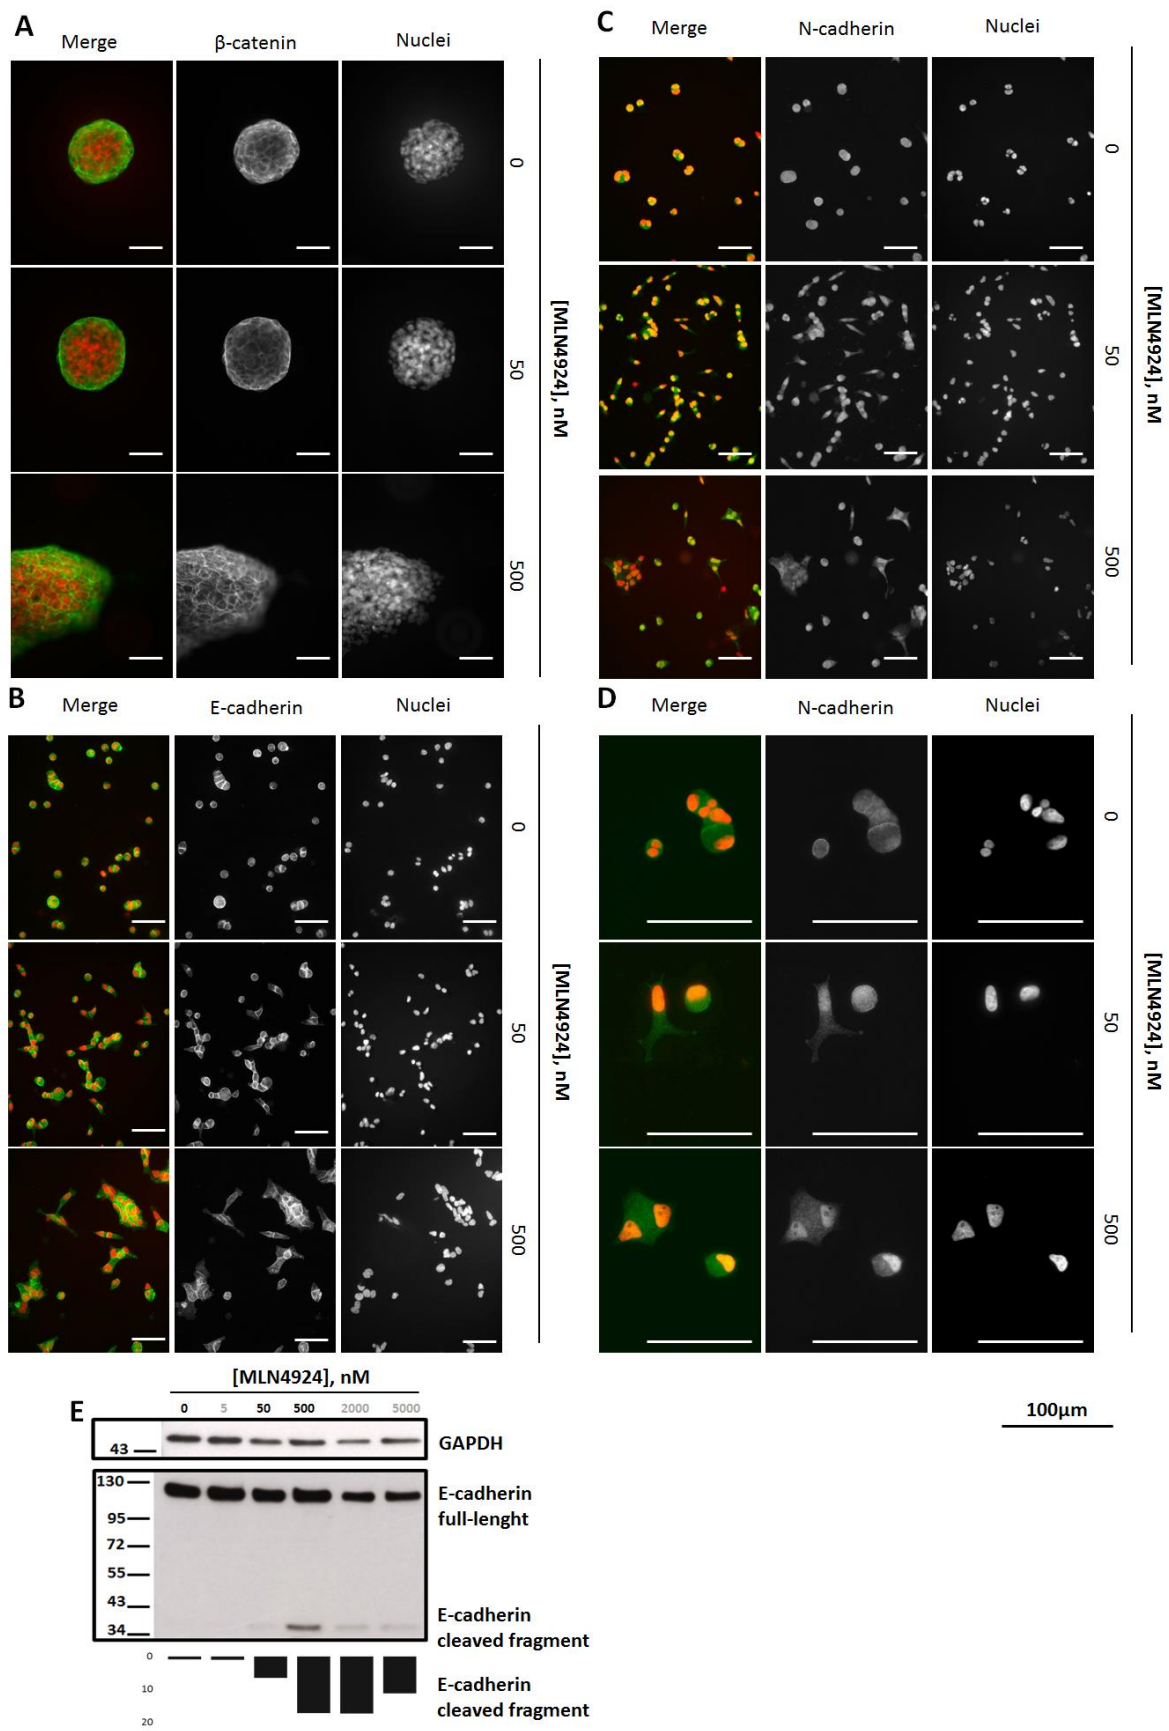 A
Merge
β-catenin
Nuclei
0
50
500
[MLN4924], nM
B
Merge
E-cadherin
Nuclei
0
50
500
[MLN4924], nM
C
Merge
N-cadherin
Nuclei
0
50
500
[MLN4924], nM
D
Merge
N-cadherin
Nuclei
0
50
500
[MLN4924], nM
100µm
E
[MLN4924], nM
0 5 50 500 2000 5000
43
GAPDH
130
95
72
55
43
34
E-cadherin
full-lenght
E-cadherin
cleaved fragment
0
10
20
E-cadherin
cleaved fragment